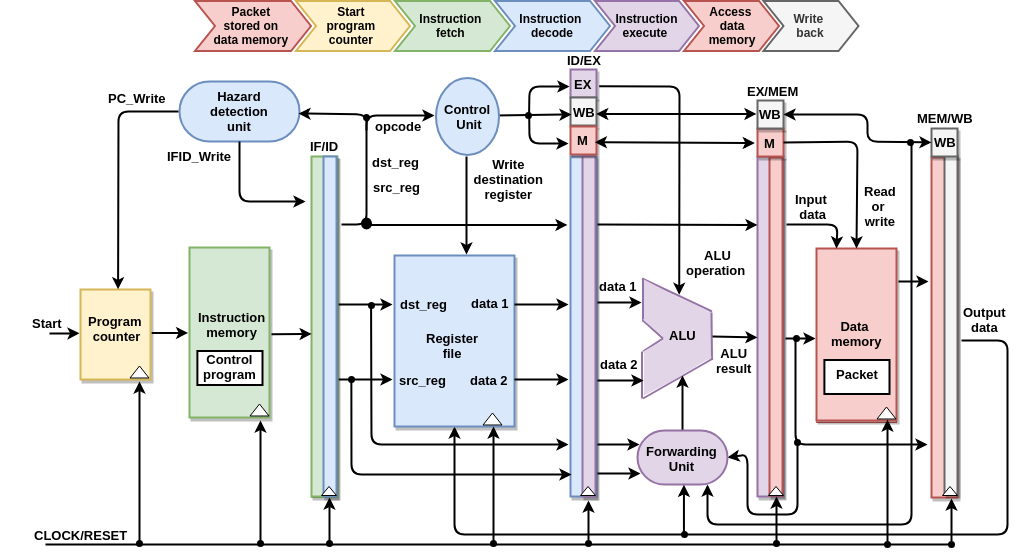 Packet
stored on
data memory
Start
program
counter
Instruction
fetch
Instruction
decode
Instruction
execute
Access
data
memory
Write
back
ID/EX
EX
WB
M
EX/MEM
WB
M
MEM/WB
WB
PC_Write
Hazard
detection
unit
IFID_Write
IF/ID
opcode
dst_reg
src_reg
Control
Unit
Write
destination
register
Input
data
Read
or
write
ALU
operation
Start
Program
counter
Instruction
memory
Control
program
dst_reg
data 1
Register
file
src_reg
data 2
data 1
data 2
ALU
ALU
result
Data
memory
Packet
Output
data
Forwarding
Unit
CLOCK/RESET